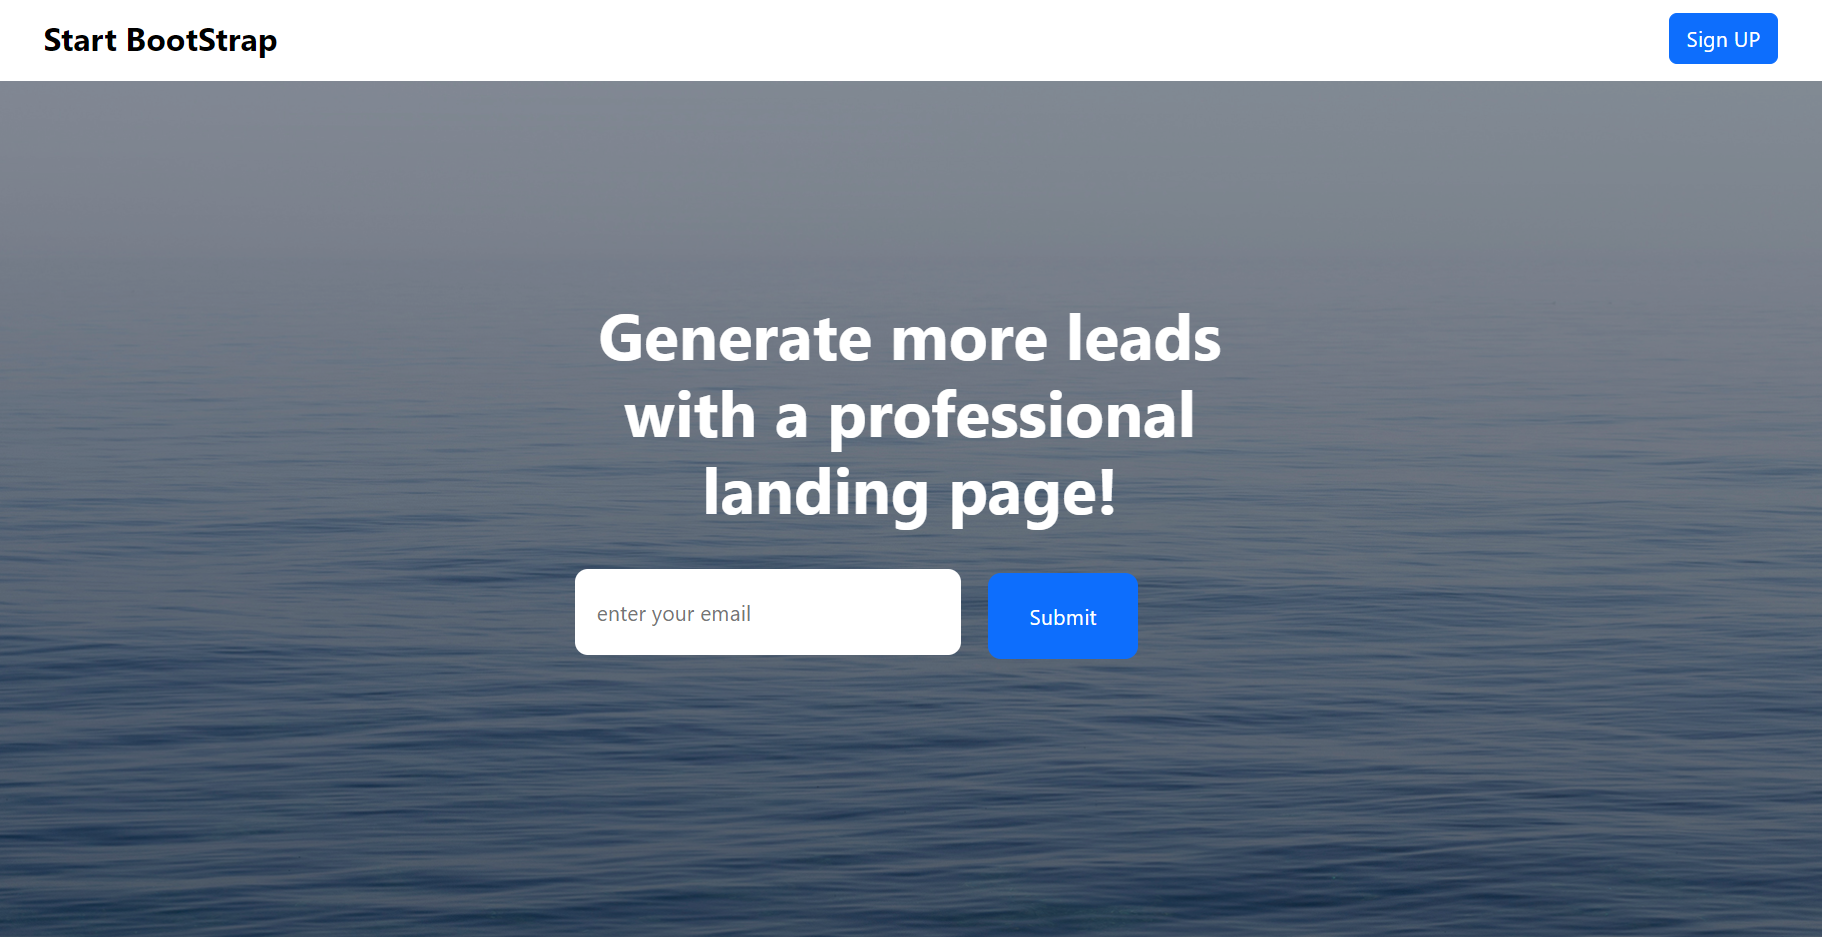 Start BootStrap
Sign UP
Generate more leads
with a professional
landing page!
enter your email
Submit